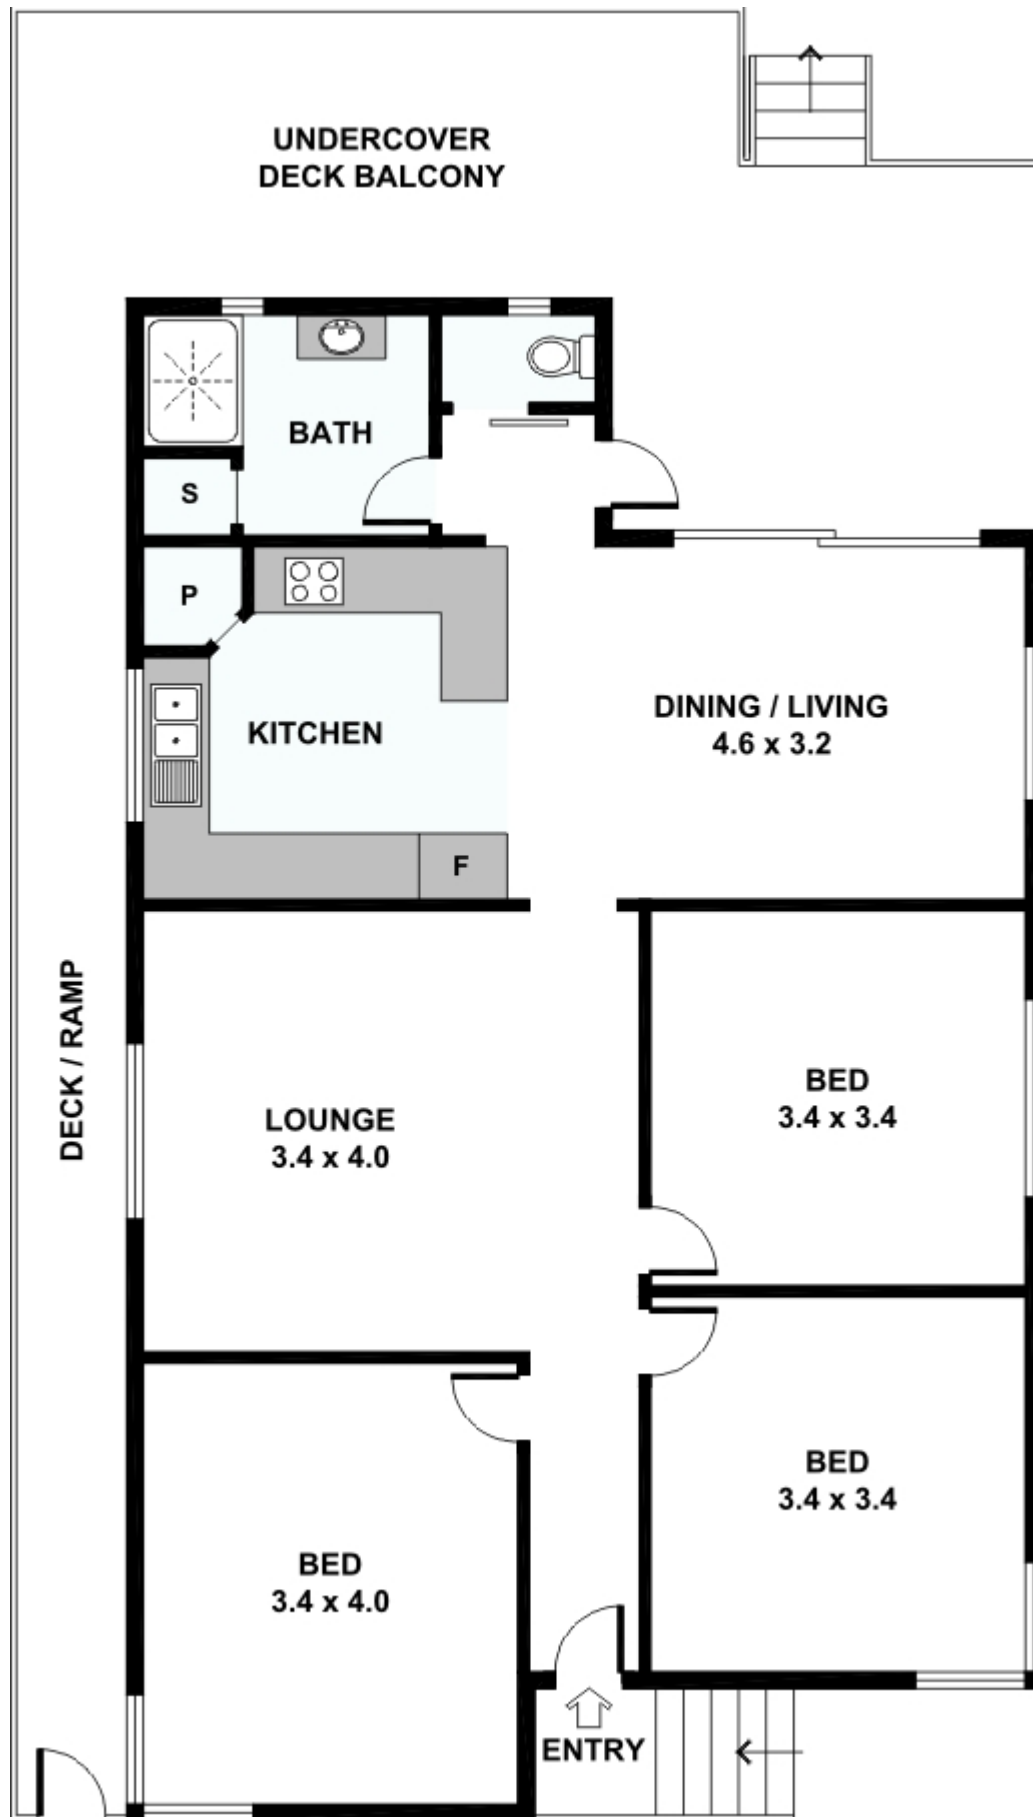 UNDERCOVER
DECK BALCONY
BATH
S
P
KITCHEN
DINING / LIVING
4.6 x 3.2
F
DECK / RAMP
LOUNGE
3.4 x 4.0
BED
3.4 x 3.4
BED
3.4 x 3.4
BED
3.4 x 4.0
ENTRY